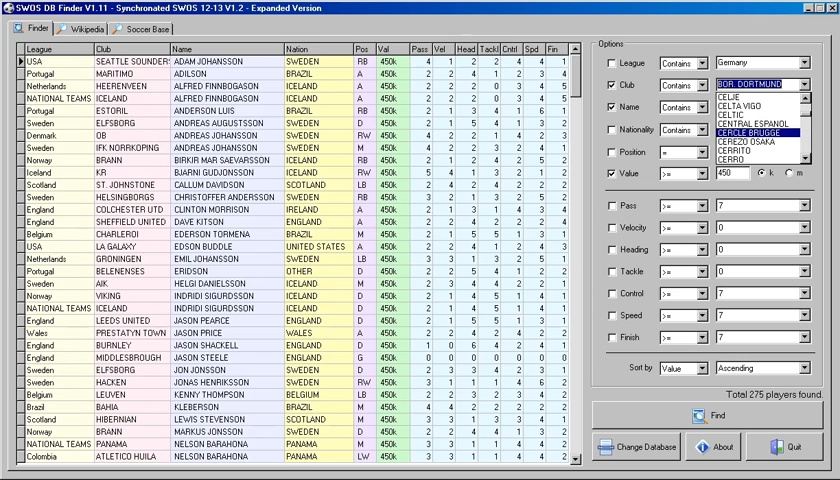 SWOS DB Finder V1.11 - Synchronated SWOS 12-13 V1.2 - Expanded Version
Finder Wikipedia Soccer Base
League Club Name Nation Pos Val Pass Vel Head Tackl Cntrl Spd Fin
USA SEATTLE SOUNDERS ADAM JOHANSSON SWEDEN RB 450k 4 1 2 2 4 4 1
Portugal MARITIMO ADILSON BRAZIL A 450k 2 2 4 1 2 3 4
Netherlands HEERENVEEN ALFRED FINNBOGASON ICELAND A 450k 2 2 2 0 3 4 5
NATIONAL TEAMS ICELAND ALFRED FINNBOGASON ICELAND A 450k 2 2 2 0 3 4 5
Portugal ESTORIL ANDERSON LUIS BRAZIL RB 450k 2 1 3 4 1 6 1
Sweden ELFSBORG ANDREAS AUGUSTSSON SWEDEN D 450k 2 1 5 4 1 3 2
Denmark OB ANDREAS JOHANSSON SWEDEN RW 450k 4 2 2 1 4 2 3
Sweden IFK NORRKOPING ANDREAS JOHANSSON SWEDEN M 450k 4 2 2 2 4 2 2
Norway BRANN BIRKIR MAR SAEVARSSON ICELAND RB 450k 2 1 2 4 2 5 2
Iceland KR BJARNI GUDJONSSON ICELAND RW 450k 5 4 1 3 2 1 2
Scotland ST. JOHNSTONE CALLUM DAVIDSON SCOTLAND LB 450k 2 2 4 4 2 2 2
Sweden HELSINGBORGS CHRISTOFFER ANDERSSON SWEDEN RB 450k 3 2 1 3 2 5 2
England COLCHESTER UTD CLINTON MORRISON IRELAND A 450k 2 1 3 1 4 3 4
England SHEFFIELD UNITED DAVE KITSON ENGLAND A 450k 2 2 5 1 2 2 4
Belgium CHARLEROI EDERSON TORMENA BRAZIL M 450k 2 1 5 5 1 3 1
USA LA GALAXY EDSON BUDDLE UNITED STATES A 450k 2 2 4 1 2 4 3
Netherlands GRONINGEN EMIL JOHANSSON SWEDEN LB 450k 3 3 1 2 3 5 1
Portugal BELENENSES ERIDSON OTHER D 450k 2 2 5 4 1 2 2
Sweden AIK HELGI DANIELSSON ICELAND M 450k 2 3 4 4 2 2 1
Norway VIKING INDRIDI SIGURDSSON ICELAND D 450k 2 1 4 5 1 4 1
NATIONAL TEAMS ICELAND INDRIDI SIGURDSSON ICELAND D 450k 2 1 4 5 1 4 1
England LEEDS UNITED JASON PEARCE ENGLAND D 450k 2 1 5 5 1 3 1
Wales PRESTATYN TOWN JASON PRICE WALES A 450k 2 2 4 2 4 2 2
England BURNLEY JASON SHACKELL ENGLAND D 450k 1 0 6 4 2 4 1
England MIDDLESBROUGH JASON STEELE ENGLAND G 450k 0 0 0 0 0 0 0
Sweden ELFSBORG JON JONSSON SWEDEN D 450k 2 2 4 5 2 2 1
Sweden HACKEN JONAS HENRIKSSON SWEDEN RW 450k 3 1 1 1 4 6 2
Belgium LEUVEN KENNY THOMPSON BELGIUM LB 450k 2 2 3 4 2 3 2
Brazil BAHIA KLEBERSON BRAZIL M 450k 4 4 2 2 2 2 2
Scotland HIBERNIAN LEWIS STEVENSON SCOTLAND M 450k 3 1 1 3 4 4 2
Norway BRANN MARKUS JONSSON SWEDEN D 450k 2 2 4 4 1 3 2
NATIONAL TEAMS PANAMA NELSON BARAHONA PANAMA M 450k 3 3 1 1 4 4 2
Colombia ATLETICO HUILA NELSON BARAHONA PANAMA LW 450k 3 3 1 1 4 4 2
Options
League Contains Germany
Club Contains BOR. DORTMUND
CELJE
CELTA VIGO
Name Contains
CELTIC
CENTRAL ESPANOL
Nationality Contains
CERCLE BRUGGE
CEREZO OSAKA
Position =
CERRITO
CERRO
Value >= 450 k m
Pass >= 7
Velocity >= 0
Heading >= 0
Tackle >= 0
Control >= 7
Speed >= 7
Finish >= 7
Sort by Value Ascending
Total 275 players found.
Find
Change Database About Quit